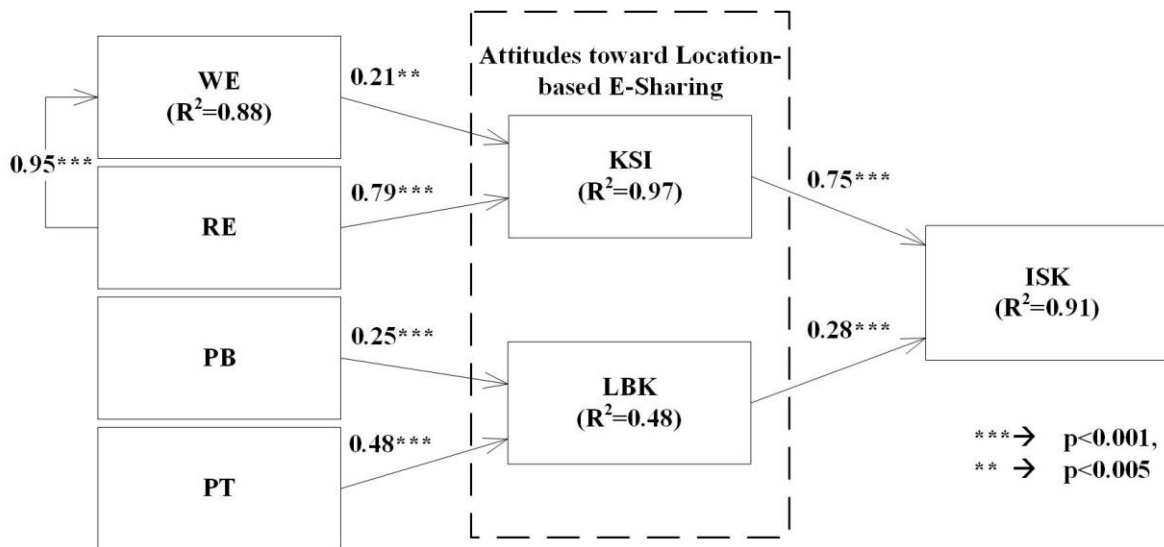 WE
(R²=0.88)
0.95***
RE
PB
PT
0.21**
0.79***
0.25***
0.48***
Attitudes toward Location-
based E-Sharing
KSI
(R²=0.97)
LBK
(R²=0.48)
0.75***
0.28***
ISK
(R²=0.91)
***→ p<0.001,
** → p<0.005